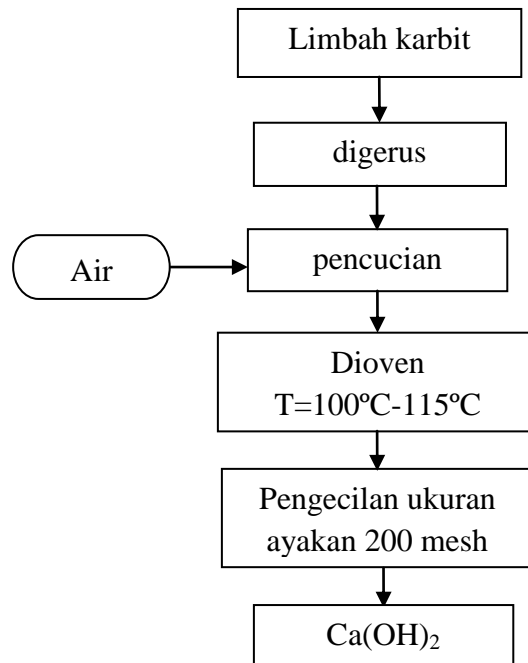 Limbah karbit
digerus
Air
pencucian
Dioven
T=100ºC-115ºC
Pengecilan ukuran
ayakan 200 mesh
Ca(OH)₂